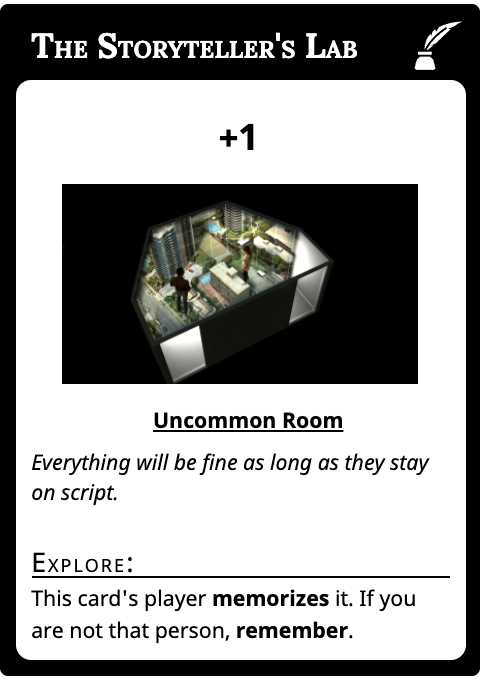 The Storyteller's Lab
+1
Uncommon Room
Everything will be fine as long as they stay
on script.
Explore:
This card's player memorizes it. If you
are not that person, remember.